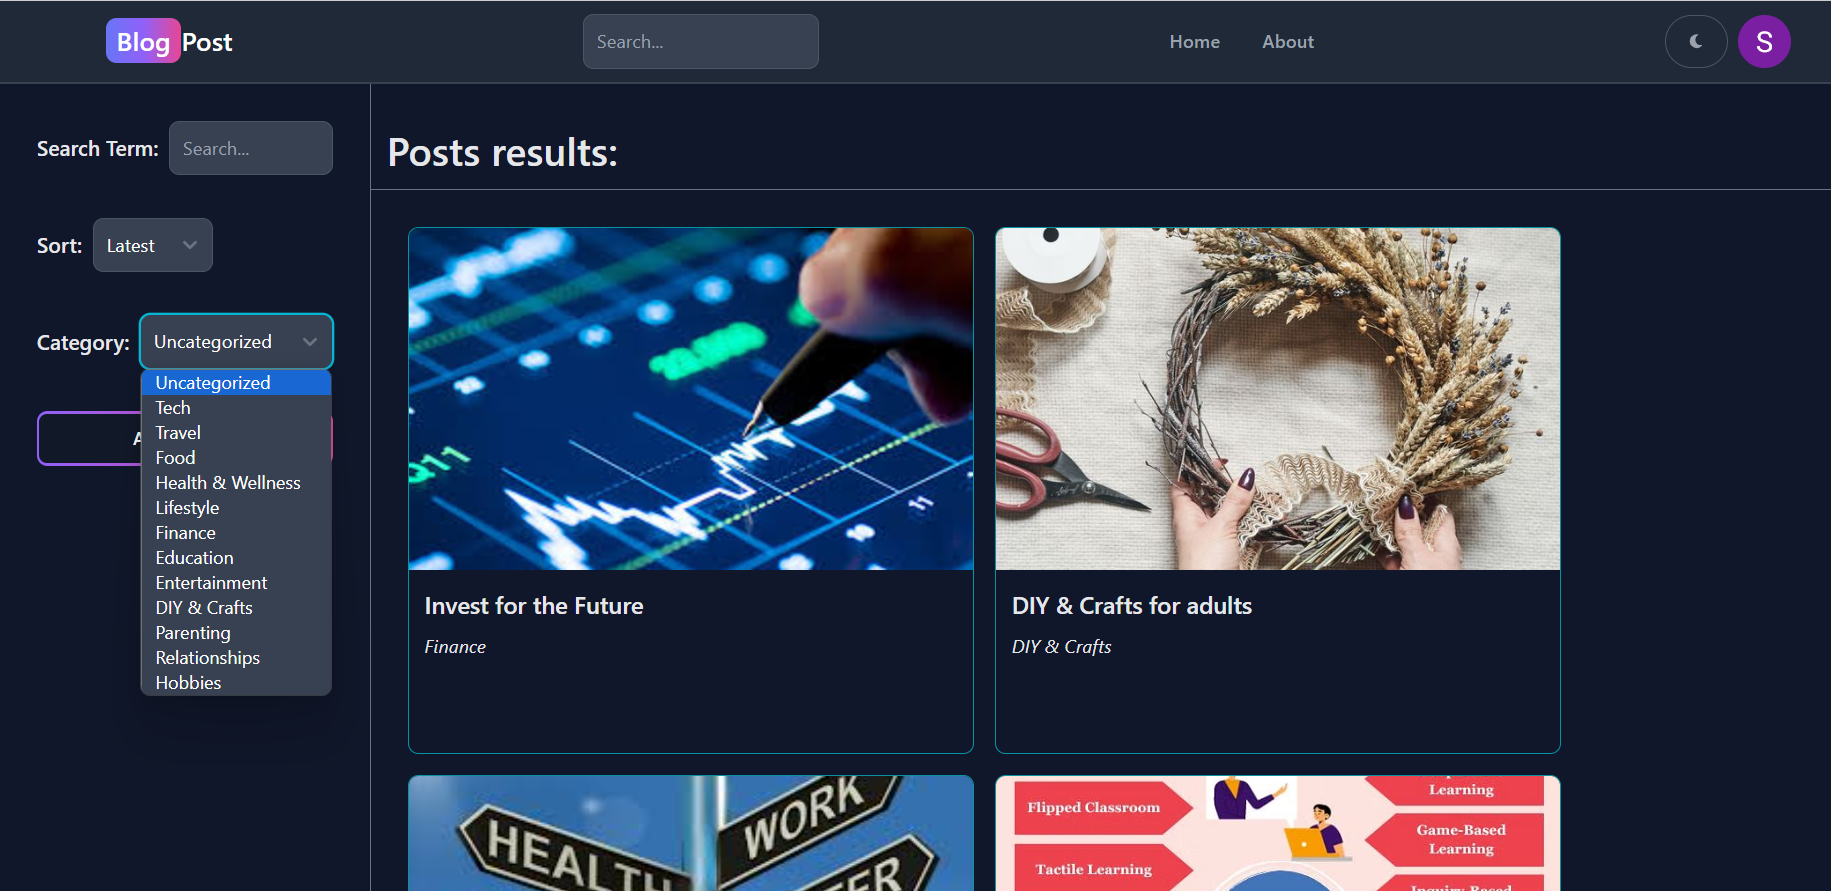 Blog Post
Search...
Home
About
S
Search Term:
Search...
Sort:
Latest
Category:
Uncategorized
Uncategorized
Tech
Travel
Food
Health & Wellness
Lifestyle
Finance
Education
Entertainment
DIY & Crafts
Parenting
Relationships
Hobbies
Posts results:
Q11
11
Invest for the Future
Finance
DIY & Crafts for adults
DIY & Crafts
HEALTH
WORK
Flipped Classroom
Tactile Learning
Learning
Game-Based
Learning